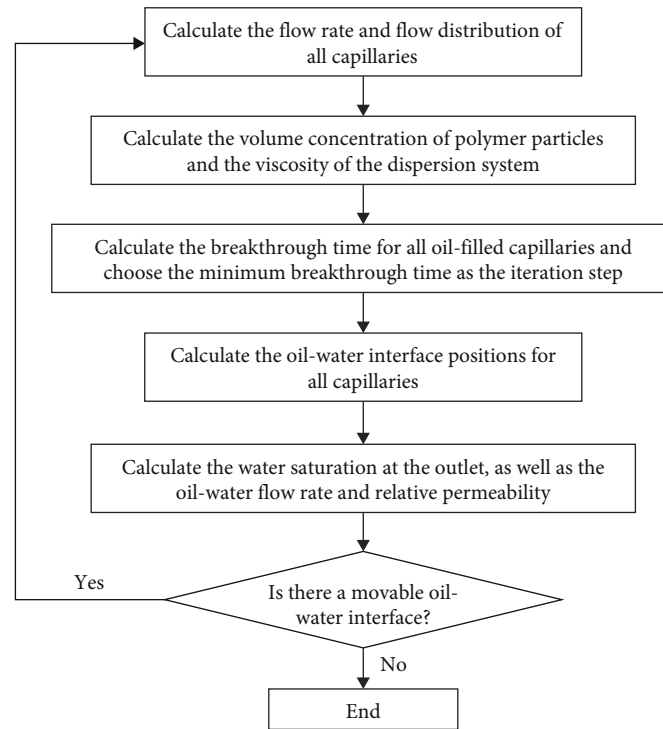 Calculate the flow rate and flow distribution of
all capillaries
Calculate the volume concentration of polymer particles
and the viscosity of the dispersion system
Calculate the breakthrough time for all oil-filled capillaries and
choose the minimum breakthrough time as the iteration step
Calculate the oil-water interface positions for
all capillaries
Calculate the water saturation at the outlet, as well as the
oil-water flow rate and relative permeability
Yes
Is there a movable oil-
water interface?
No
End